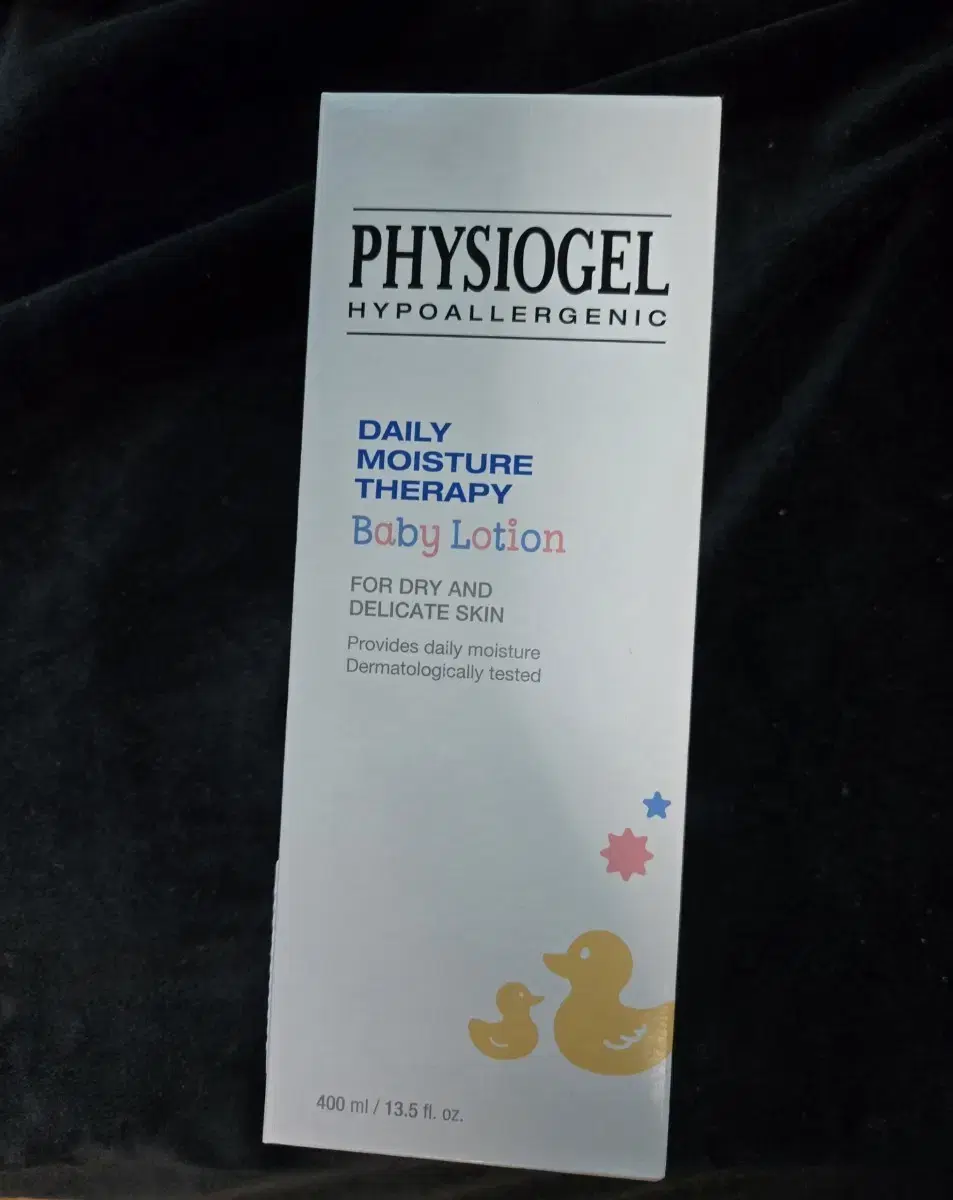 PHYSIOGEL
HYPOALLERGENIC
DAILY
MOISTURE
THERAPY
Baby Lotion
FOR DRY AND
DELICATE SKIN
Provides daily moisture
Dermatologically tested
400 ml / 13.5 fl. oz.